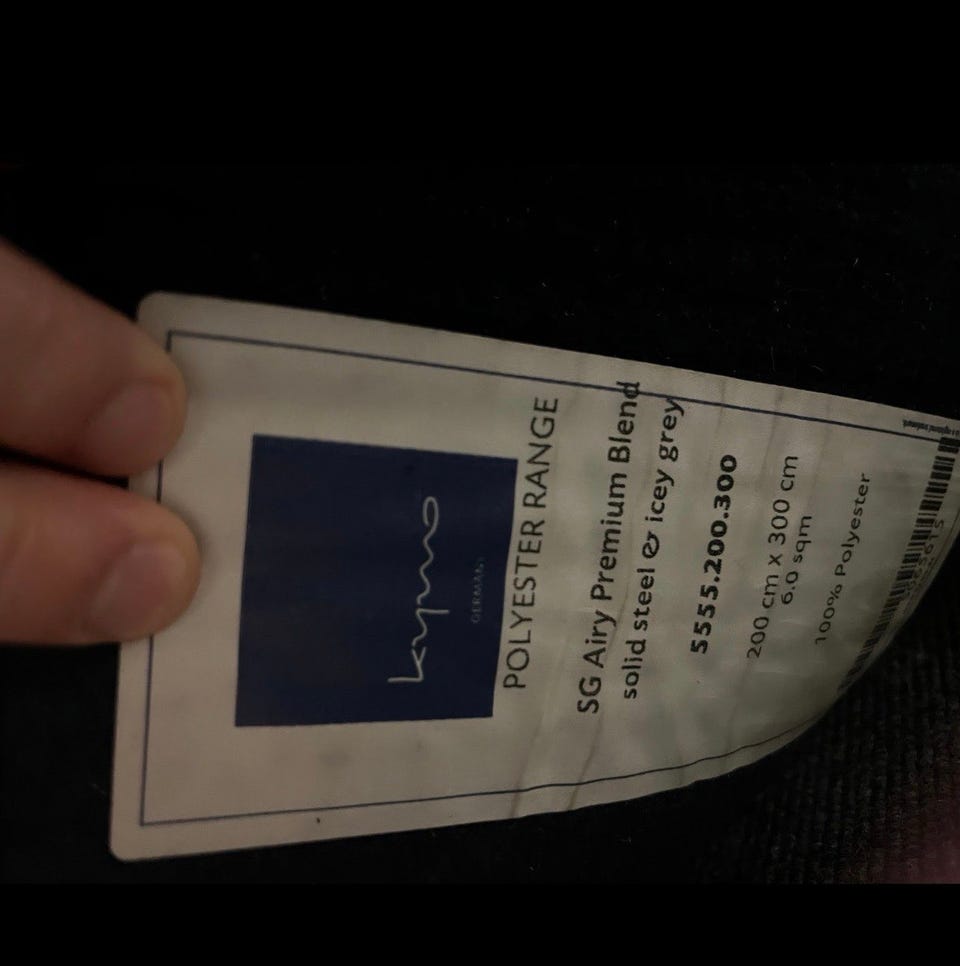 kymo
GERMANY
POLYESTER RANGE
SG Airy Premium Blend
solid steel & icey grey
5555.200.300
200 cm x 300 cm
6.0 sqm
100% Polyester